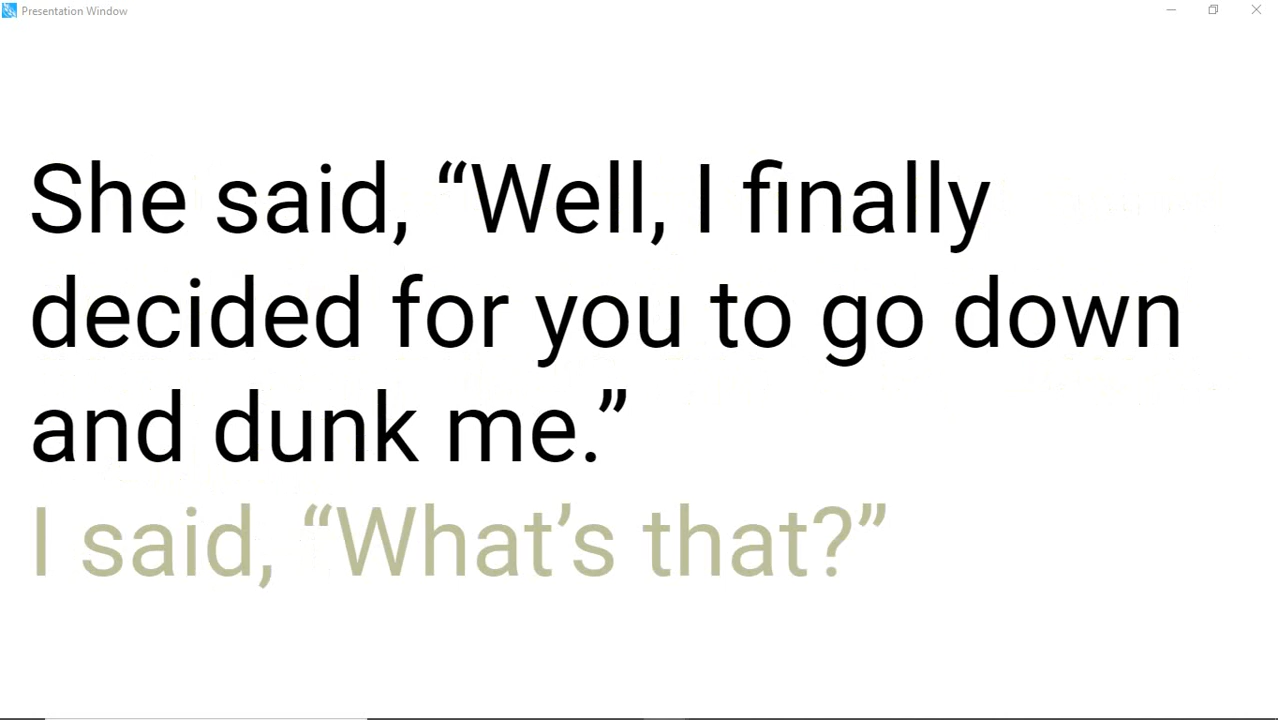 Presentation Window
She said, “Well, I finally
decided for you to go down
and dunk me.”
I said, “What’s that?”